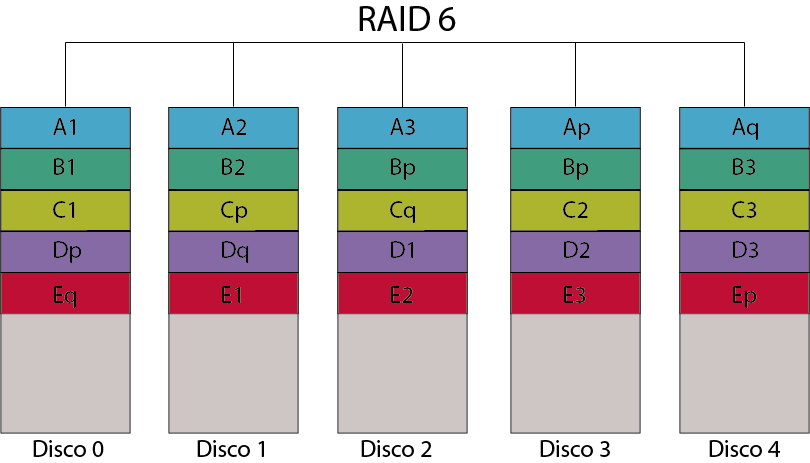 RAID 6
A1 A2 A3 Ap Aq
B1 B2 Bp Bp B3
C1 Cp Cq C2 C3
Dp Dq D1 D2 D3
Eq E1 E2 E3 Ep
Disco 0 Disco 1 Disco 2 Disco 3 Disco 4